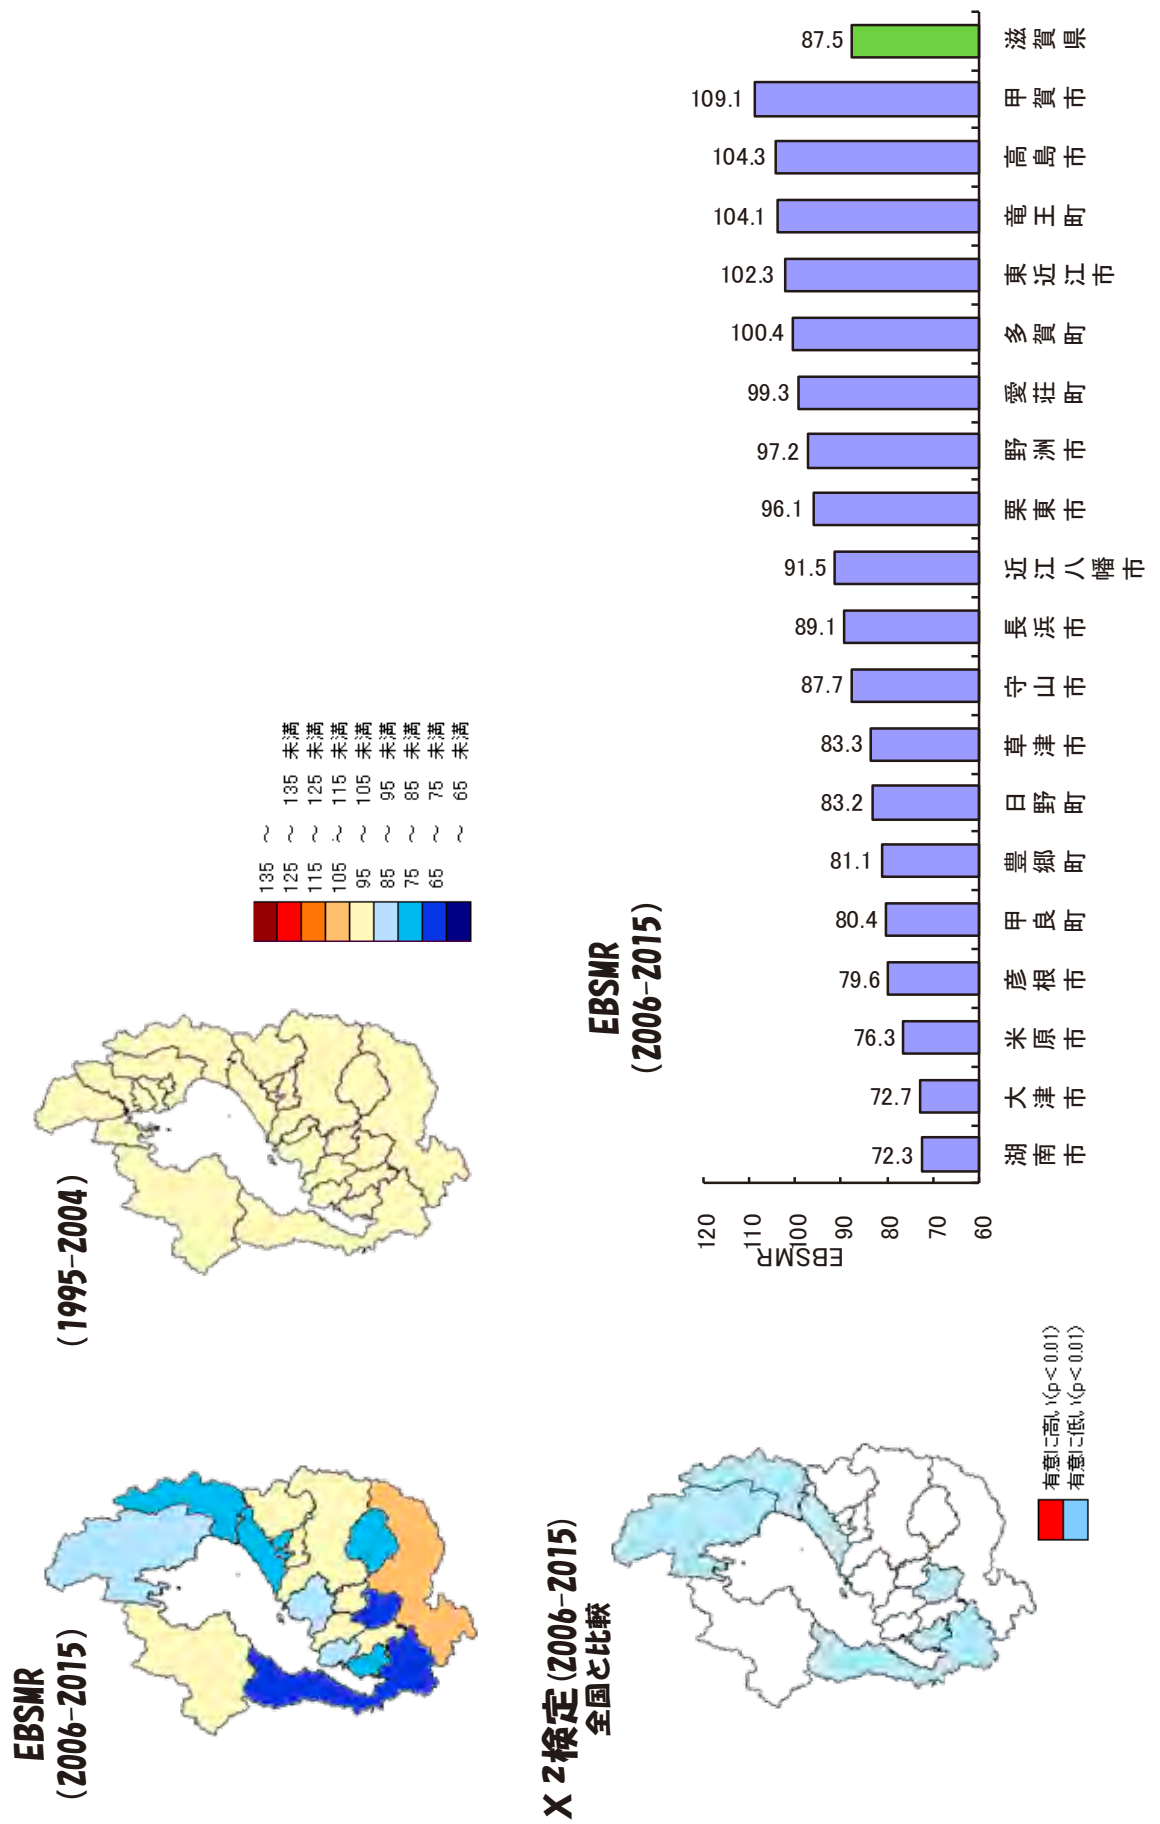 EBSMR
(2006-2015)
(1995-2004)
135 ～
125 ～ 135 未満
115 ～ 125 未満
105 ～ 115 未満
95 ～ 105 未満
85 ～ 95 未満
75 ～ 85 未満
65 ～ 75 未満
～ 65 未満
X²検定(2006-2015)
全国と比較
有意に高い(p<0.01)
有意に低い(p<0.01)
EBSMR
(2006-2015)
EBSMR
120
110
100
90
80
70
60
72.3
72.7
76.3
79.6
80.4
81.1
83.2
83.3
87.7
89.1
91.5
96.1
97.2
99.3
100.4
102.3
104.1
104.3
109.1
87.5
湖南市
大津市
米原市
彦根市
甲良町
豊郷町
日野町
草津市
守山市
長浜市
近江八幡市
栗東市
野洲市
愛荘町
多賀町
東近江市
竜王町
高島市
甲賀市
滋賀県